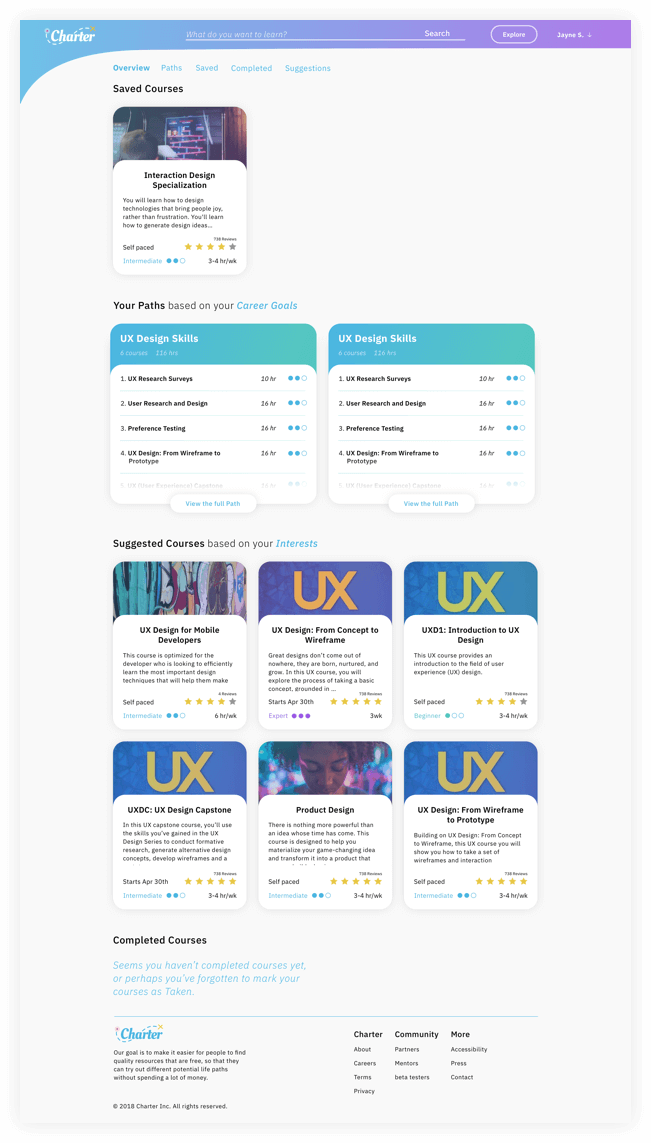 Charter
What do you want to learn?
Search
Explore
Jayne S. ↓
Overview Paths Saved Completed Suggestions
Saved Courses
Interaction Design
Specialization
You will learn how to design
technologies that bring people joy,
rather than frustration. You'll learn
how to generate design ideas...
738 Reviews
Self paced
Intermediate 3-4 hr/wk
Your Paths based on your Career Goals
UX Design Skills
6 courses 116 hrs
1. UX Research Surveys 10 hr
2. User Research and Design 16 hr
3. Preference Testing 16 hr
4. UX Design: From Wireframe to 16 hr
Prototype
5. UX (User Experience) Capstone 16 hr
View the full Path
UX Design Skills
6 courses 116 hrs
1. UX Research Surveys 10 hr
2. User Research and Design 16 hr
3. Preference Testing 16 hr
4. UX Design: From Wireframe to 16 hr
Prototype
5. UX (User Experience) Capstone 16 hr
View the full Path
Suggested Courses based on your Interests
UX Design for Mobile
Developers
This course is optimized for the
developer who is looking to efficiently
learn the most important design
techniques that will help them make
4 Reviews
Self paced
Intermediate 6 hr/wk
UX
UX Design: From Concept to
Wireframe
Great designs don't come out of
nowhere, they are born, nurtured, and
grow. In this UX course, you will
explore the process of taking a basic
concept, grounded in ...
738 Reviews
Starts Apr 30th
Expert 3wk
UX
UXD1: Introduction to UX
Design
This UX course provides an
introduction to the field of user
experience (UX) design.
738 Reviews
Self paced
Beginner 3-4 hr/wk
UX
UXDC: UX Design Capstone
In this UX capstone course, you'll use
the skills you've gained in the UX
Design Series to conduct formative
research, generate alternative design
concepts, develop wireframes and a
738 Reviews
Starts Apr 30th
Intermediate 3-4 hr/wk
Product Design
There is nothing more powerful than
an idea whose time has come. This
course is designed to help you
materialize your game-changing idea
and transform it into a product that
738 Reviews
Self paced
Intermediate 3-4 hr/wk
UX
UX Design: From Wireframe
to Prototype
Building on UX Design: From Concept
to Wireframe, this UX course you will
show you how to take a set of
wireframes and interaction
738 Reviews
Self paced
Intermediate 3-4 hr/wk
Completed Courses
Seems you haven't completed courses yet,
or perhaps you've forgotten to mark your
courses as Taken.
Charter
Our goal is to make it easier for people to find
quality resources that are free, so that they
can try out different potential life paths
without spending a lot of money.
© 2018 Charter Inc. All rights reserved.
Charter
About
Careers
Terms
Privacy
Community
Partners
Mentors
beta testers
More
Accessibility
Press
Contact